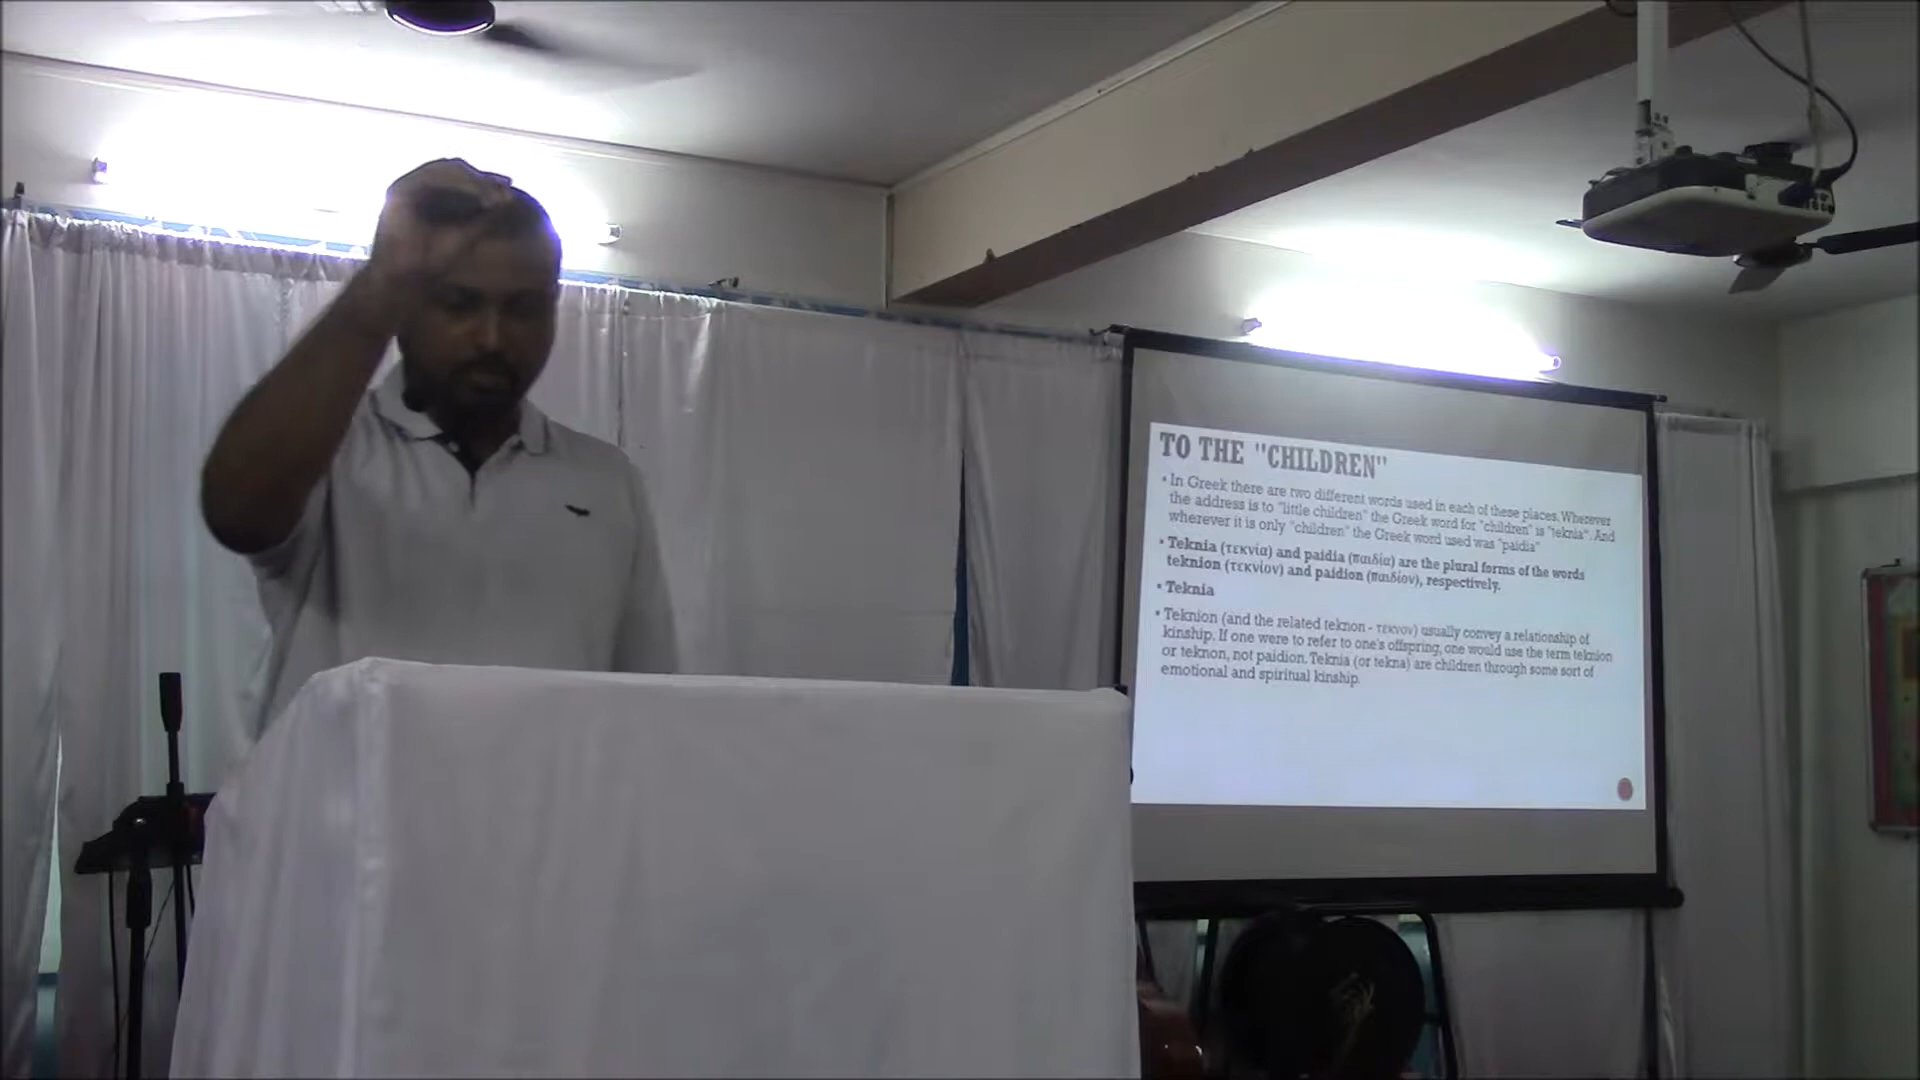 TO THE "CHILDREN"
• In Greek there are two different words used in each of these places. Wherever
the address is to "little children" the Greek word for "children" is "teknia". And
wherever it is only "children" the Greek word used was "paidia"
• Teknia (τεκνία) and paidia (παιδία) are the plural forms of the words
teknion (τεκνίον) and paidion (παιδίον), respectively.
• Teknia
• Teknion (and the related teknon - τεκνον) usually convey a relationship of
kinship. If one were to refer to one's offspring, one would use the term teknion
or teknon, not paidion. Teknia (or tekna) are children through some sort of
emotional and spiritual kinship.